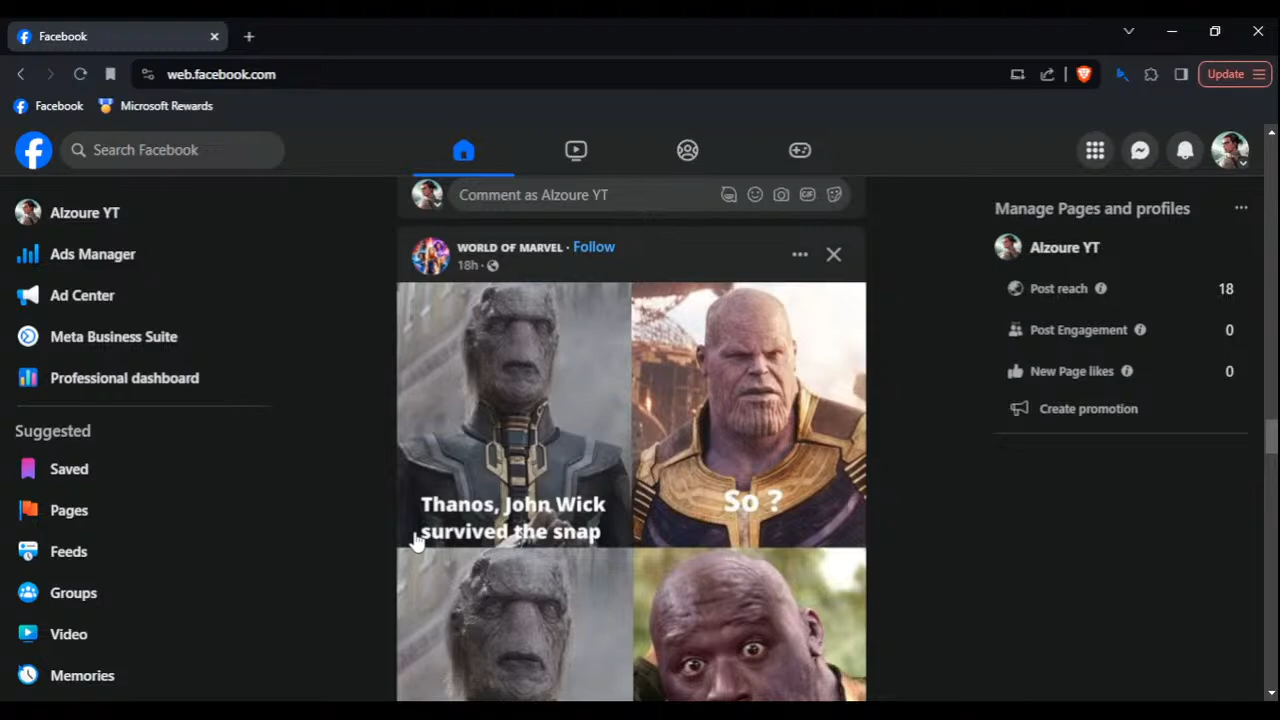 Facebook
web.facebook.com
Update
Facebook
Microsoft Rewards
Search Facebook
Alzoure YT
Ads Manager
Ad Center
Meta Business Suite
Professional dashboard
Suggested
Saved
Pages
Feeds
Groups
Video
Memories
Comment as Alzoure YT
GIF
WORLD OF MARVEL · Follow
18h ·
Thanos, John Wick
survived the snap
So ?
Manage Pages and profiles
Alzoure YT
Post reach 18
Post Engagement 0
New Page likes 0
Create promotion